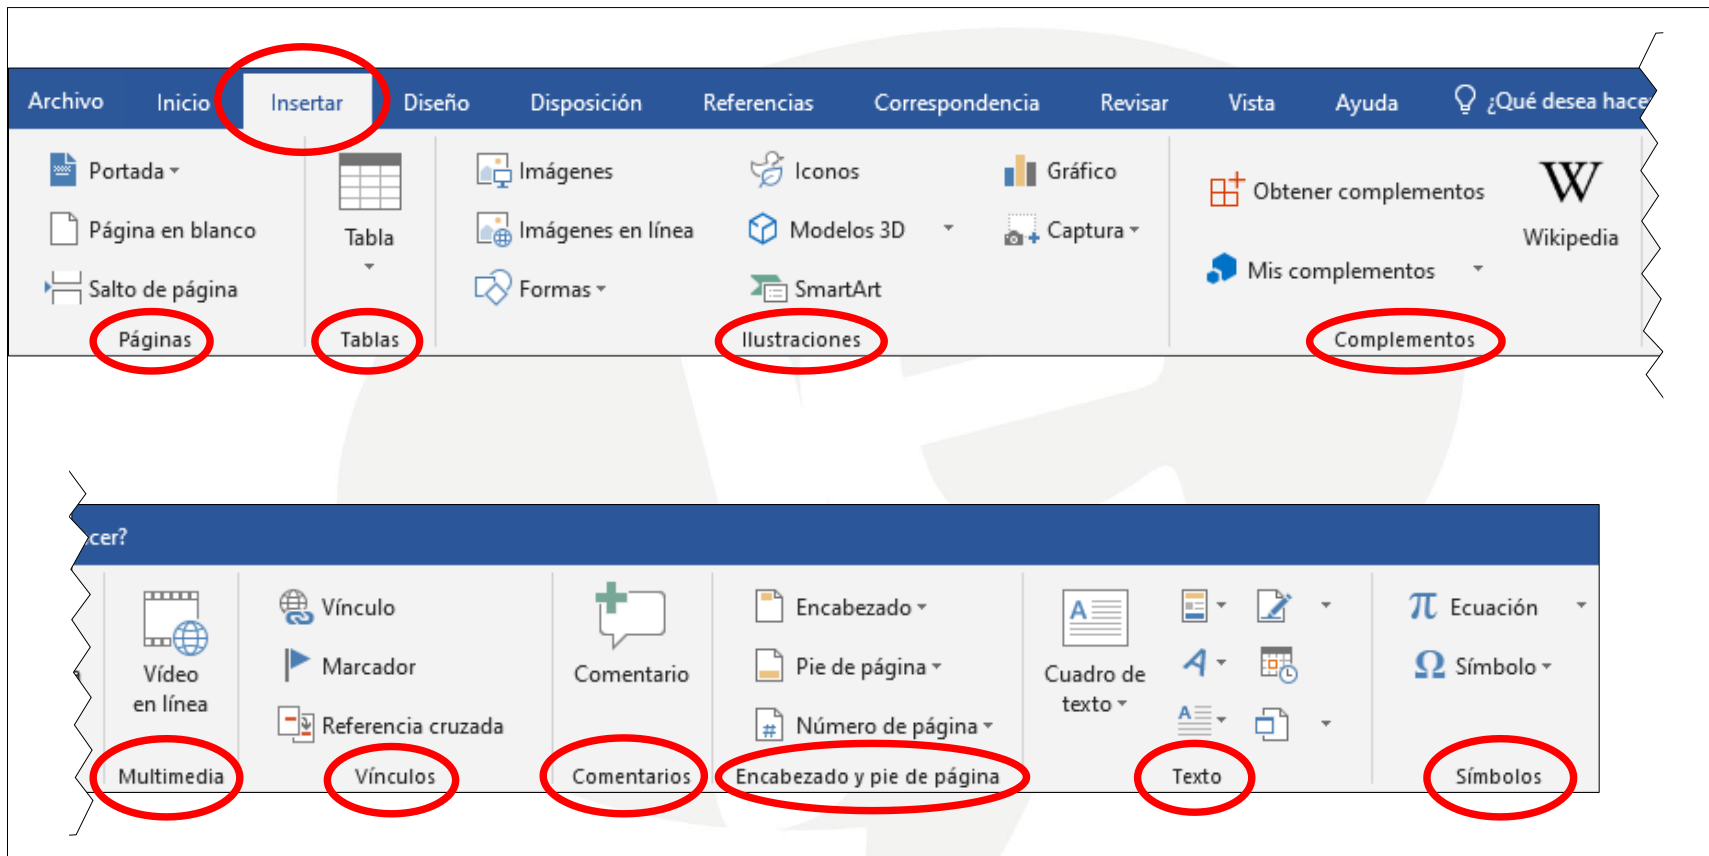 Archivo Inicio Insertar Diseño Disposición Referencias Correspondencia Revisar Vista Ayuda ¿Qué desea hace
Portada
Página en blanco
Salto de página
Páginas
Tabla
Tablas
Imágenes
Imágenes en línea
Formas
Iconos
Modelos 3D
SmartArt
Gráfico
Captura
Ilustraciones
Obtener complementos
Mis complementos
W
Wikipedia
Complementos
cer?
Vídeo
en línea
Multimedia
Vínculo
Marcador
Referencia cruzada
Vínculos
Comentario
Comentarios
Encabezado
Pie de página
# Número de página
Encabezado y pie de página
A
Cuadro de
texto
A
A
Texto
π Ecuación
Ω Símbolo
Símbolos